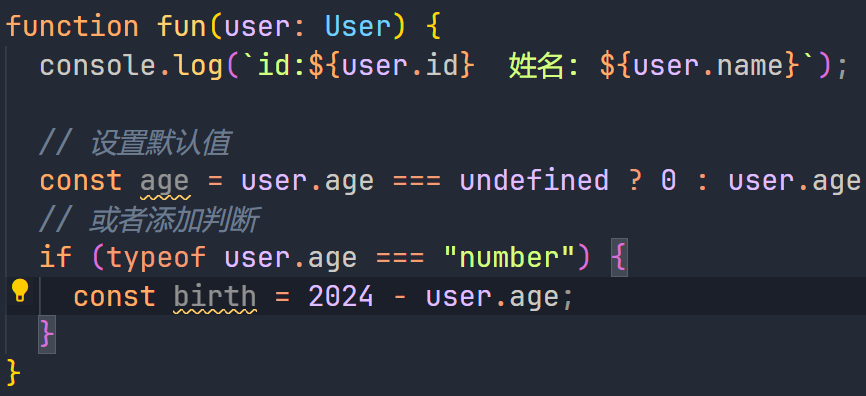 function fun(user: User) {
console.log(`id:${user.id}  姓名: ${user.name}`);
// 设置默认值
const age = user.age === undefined ? 0 : user.age
// 或者添加判断
if (typeof user.age === "number") {
const birth = 2024 - user.age;
}
}